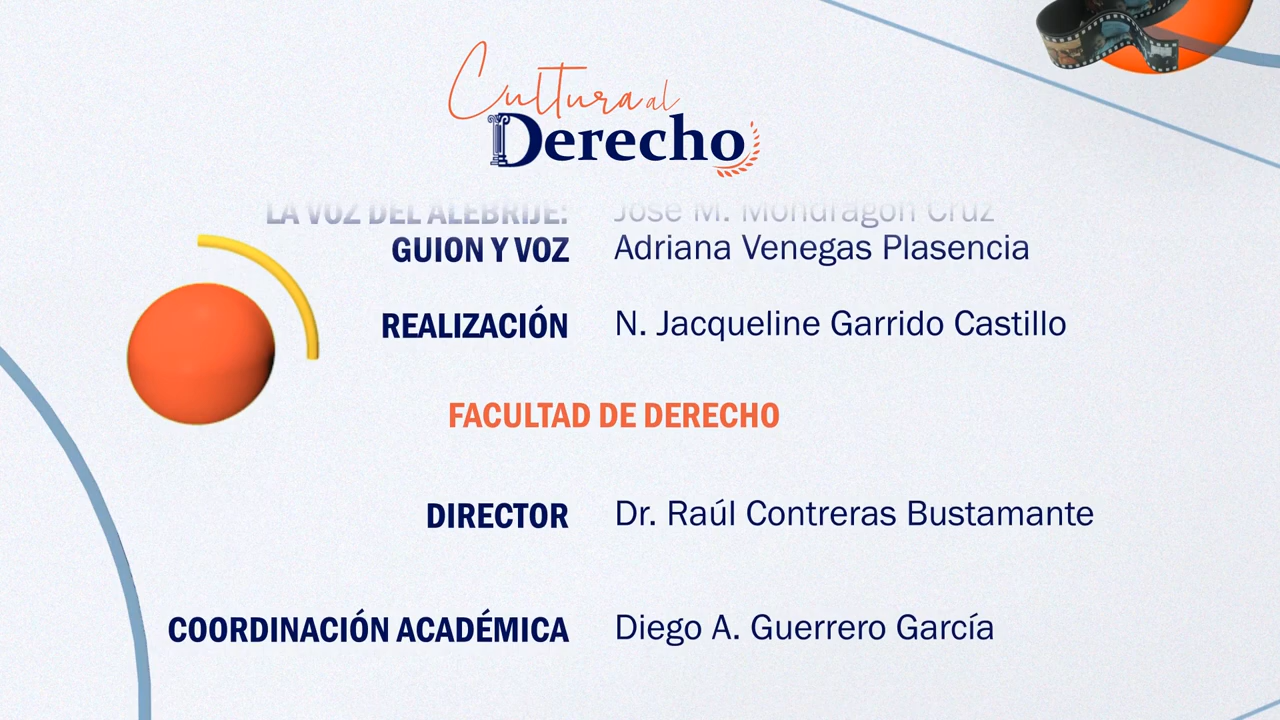 Cultura al
Derecho
LA VOZ DEL ALEBRIJE: José M. Mondragón Cruz
GUION Y VOZ Adriana Venegas Plasencia
REALIZACIÓN N. Jacqueline Garrido Castillo
FACULTAD DE DERECHO
DIRECTOR Dr. Raúl Contreras Bustamante
COORDINACIÓN ACADÉMICA Diego A. Guerrero García